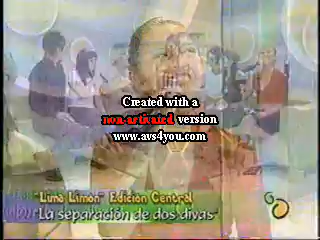 Created with a
non-activated version
www.avs4you.com
"Lima Limón" Edición Central
"La separación de dos divas"